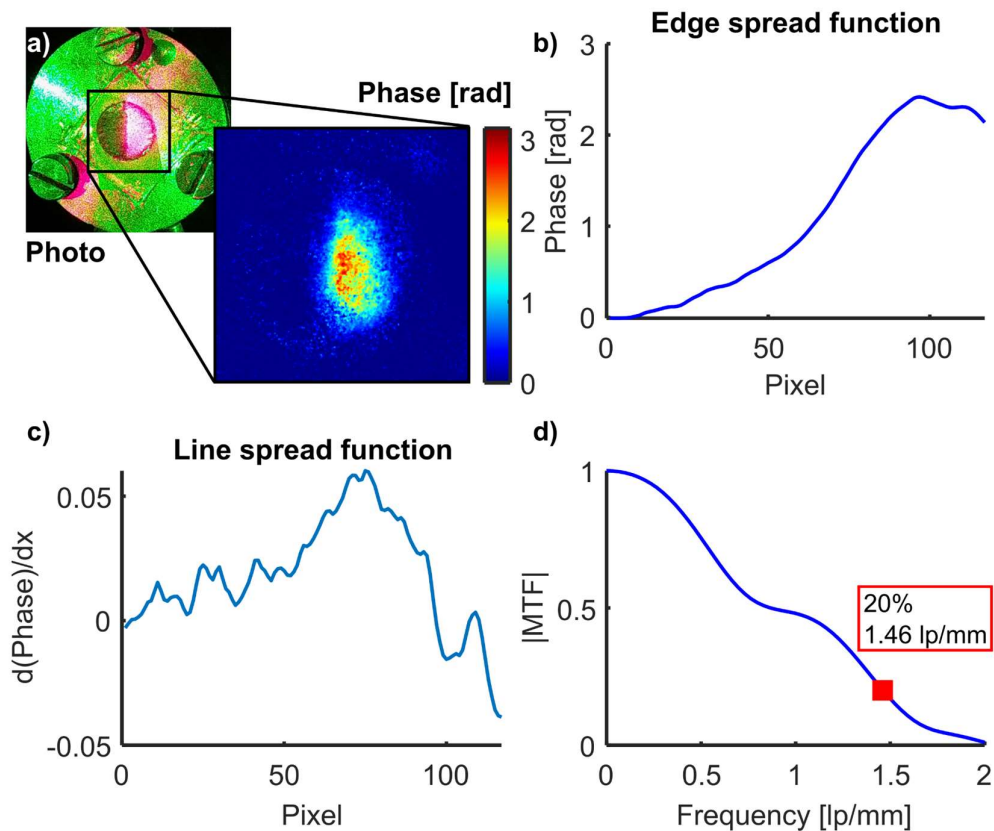 a)
Photo
Phase [rad]
3
2
1
0
b)
Edge spread function
Phase [rad]
3
2
1
0
0
50
100
Pixel
c)
Line spread function
d(Phase)/dx
0.05
0
-0.05
0
50
100
Pixel
d)
|MTF|
1
0.5
0
20%
1.46 lp/mm
0
0.5
1
1.5
2
Frequency [lp/mm]